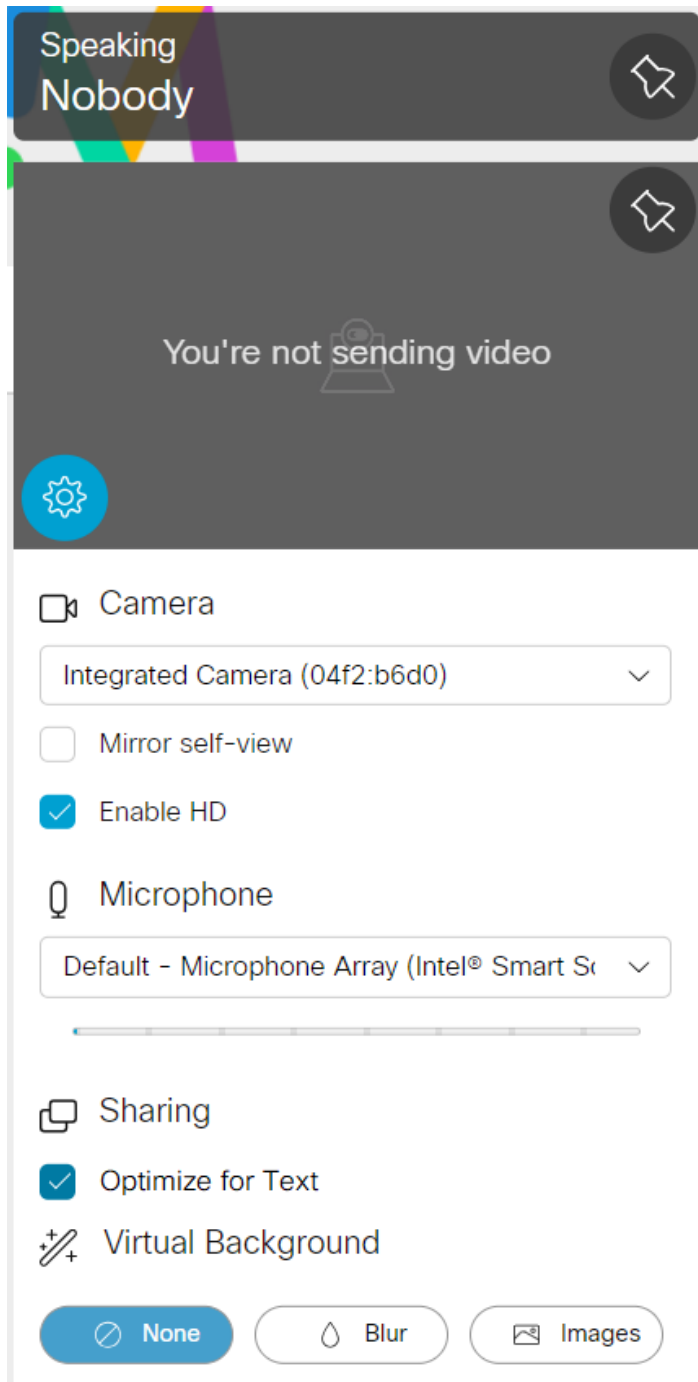 Speaking
Nobody
You're not sending video
Camera
Integrated Camera (04f2:b6d0)
Mirror self-view
Enable HD
Microphone
Default - Microphone Array (Intel® Smart So
Sharing
Optimize for Text
Virtual Background
None Blur Images